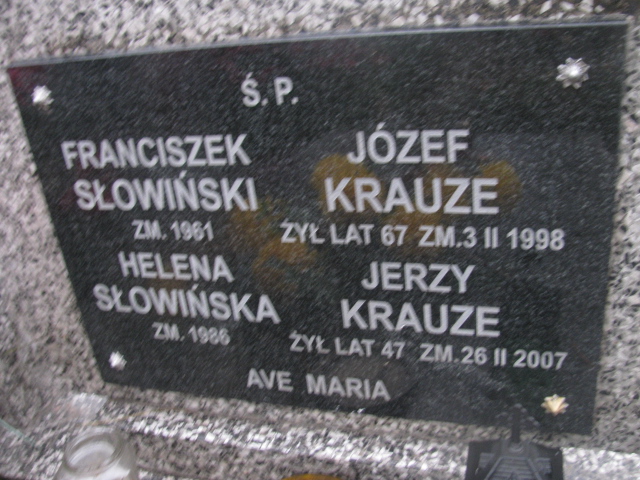 Ś.P.
FRANCISZEK
SŁOWIŃSKI
ZM. 1961
HELENA
SŁOWIŃSKA
ZM. 1986
JÓZEF
KRAUZE
ŻYŁ LAT 67 ZM.3 II 1998
JERZY
KRAUZE
ŻYŁ LAT 47 ZM.26 II 2007
AVE MARIA